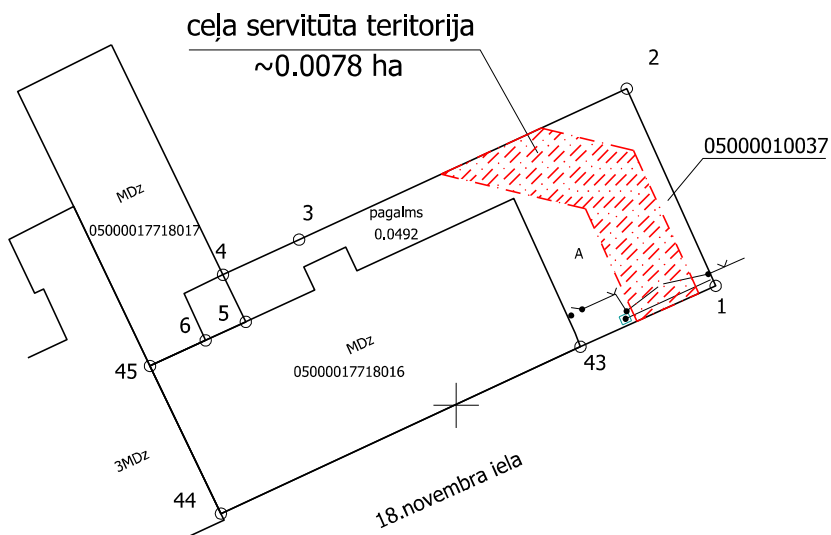 ceļa servitūta teritorija
~0.0078 ha
2
05000010037
MDz
05000017718017
pagalms
0.0492
3
4
A
5
6
1
MDz
05000017718016
43
45
3MDz
44
18.novembra iela